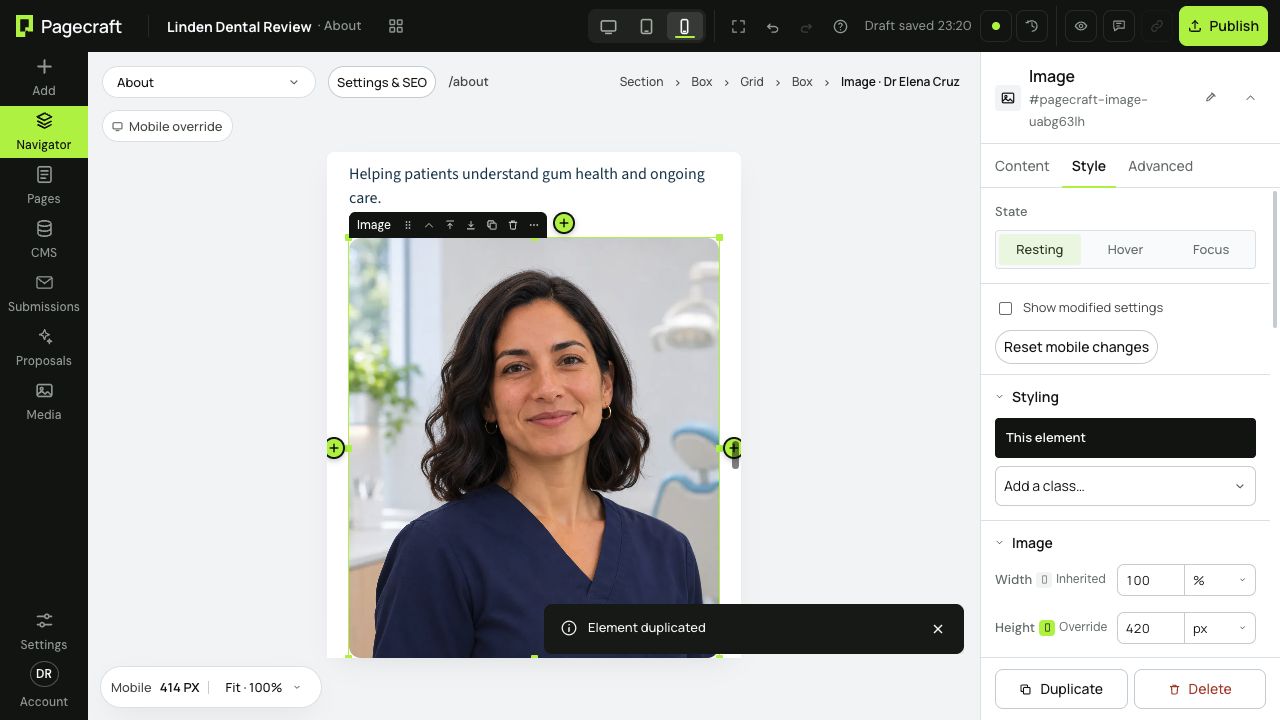 Pagecraft
Linden Dental Review · About
Draft saved 23:20
Publish
Add
Navigator
Pages
CMS
Submissions
Proposals
Media
Settings
DR
Account
About
Settings & SEO
/about
Section › Box › Grid › Box › Image · Dr Elena Cruz
Mobile override
Helping patients understand gum health and ongoing
care.
Image
Element duplicated
Mobile 414 PX
Fit · 100%
Image
#pagecraft-image-
uabg63lh
Content
Style
Advanced
State
Resting
Hover
Focus
Show modified settings
Reset mobile changes
Styling
This element
Add a class...
Image
Width Inherited 100 %
Height Override 420 px
Duplicate
Delete